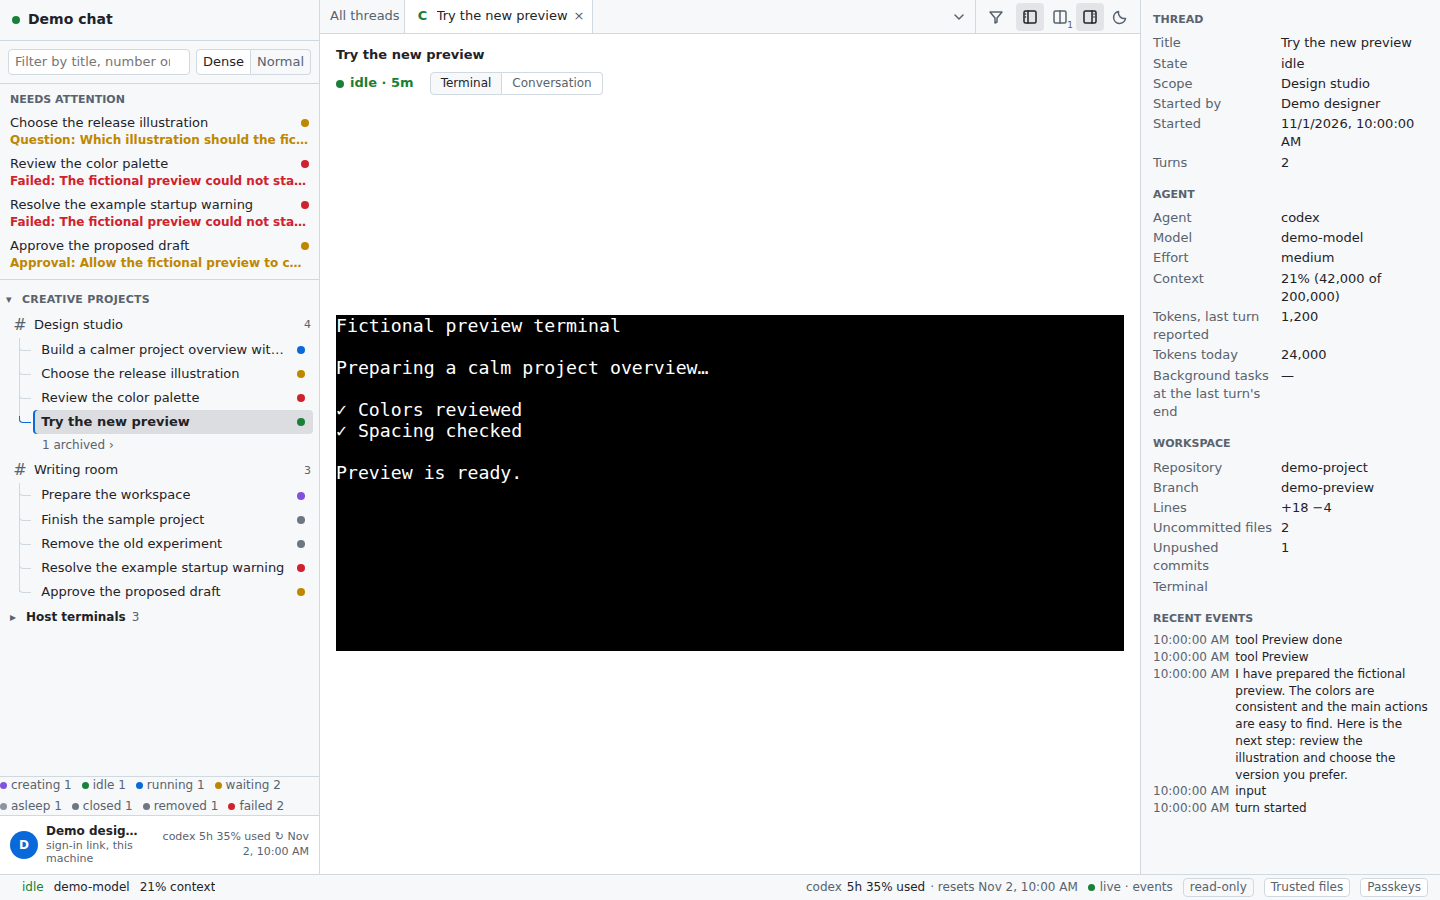 Demo chat
Filter by title, number or
Dense Normal
NEEDS ATTENTION
Choose the release illustration
Question: Which illustration should the fic…
Review the color palette
Failed: The fictional preview could not sta…
Resolve the example startup warning
Failed: The fictional preview could not sta…
Approve the proposed draft
Approval: Allow the fictional preview to c…
CREATIVE PROJECTS
# Design studio 4
Build a calmer project overview wit…
Choose the release illustration
Review the color palette
Try the new preview
1 archived ›
# Writing room 3
Prepare the workspace
Finish the sample project
Remove the old experiment
Resolve the example startup warning
Approve the proposed draft
Host terminals 3
creating 1 idle 1 running 1 waiting 2
asleep 1 closed 1 removed 1 failed 2
D
Demo desig…
sign-in link, this
machine
codex 5h 35% used ↻ Nov
2, 10:00 AM
All threads
C Try the new preview ×
1
Try the new preview
idle · 5m
Terminal Conversation
Fictional preview terminal
Preparing a calm project overview…
✓ Colors reviewed
✓ Spacing checked
Preview is ready.
THREAD
Title Try the new preview
State idle
Scope Design studio
Started by Demo designer
Started 11/1/2026, 10:00:00
AM
Turns 2
AGENT
Agent codex
Model demo-model
Effort medium
Context 21% (42,000 of
200,000)
Tokens, last turn 1,200
reported
Tokens today 24,000
Background tasks —
at the last turn's
end
WORKSPACE
Repository demo-project
Branch demo-preview
Lines +18 −4
Uncommitted files 2
Unpushed 1
commits
Terminal
RECENT EVENTS
10:00:00 AM tool Preview done
10:00:00 AM tool Preview
10:00:00 AM I have prepared the fictional
preview. The colors are
consistent and the main actions
are easy to find. Here is the
next step: review the
illustration and choose the
version you prefer.
10:00:00 AM input
10:00:00 AM turn started
idle demo-model 21% context
codex 5h 35% used · resets Nov 2, 10:00 AM live · events read-only Trusted files Passkeys